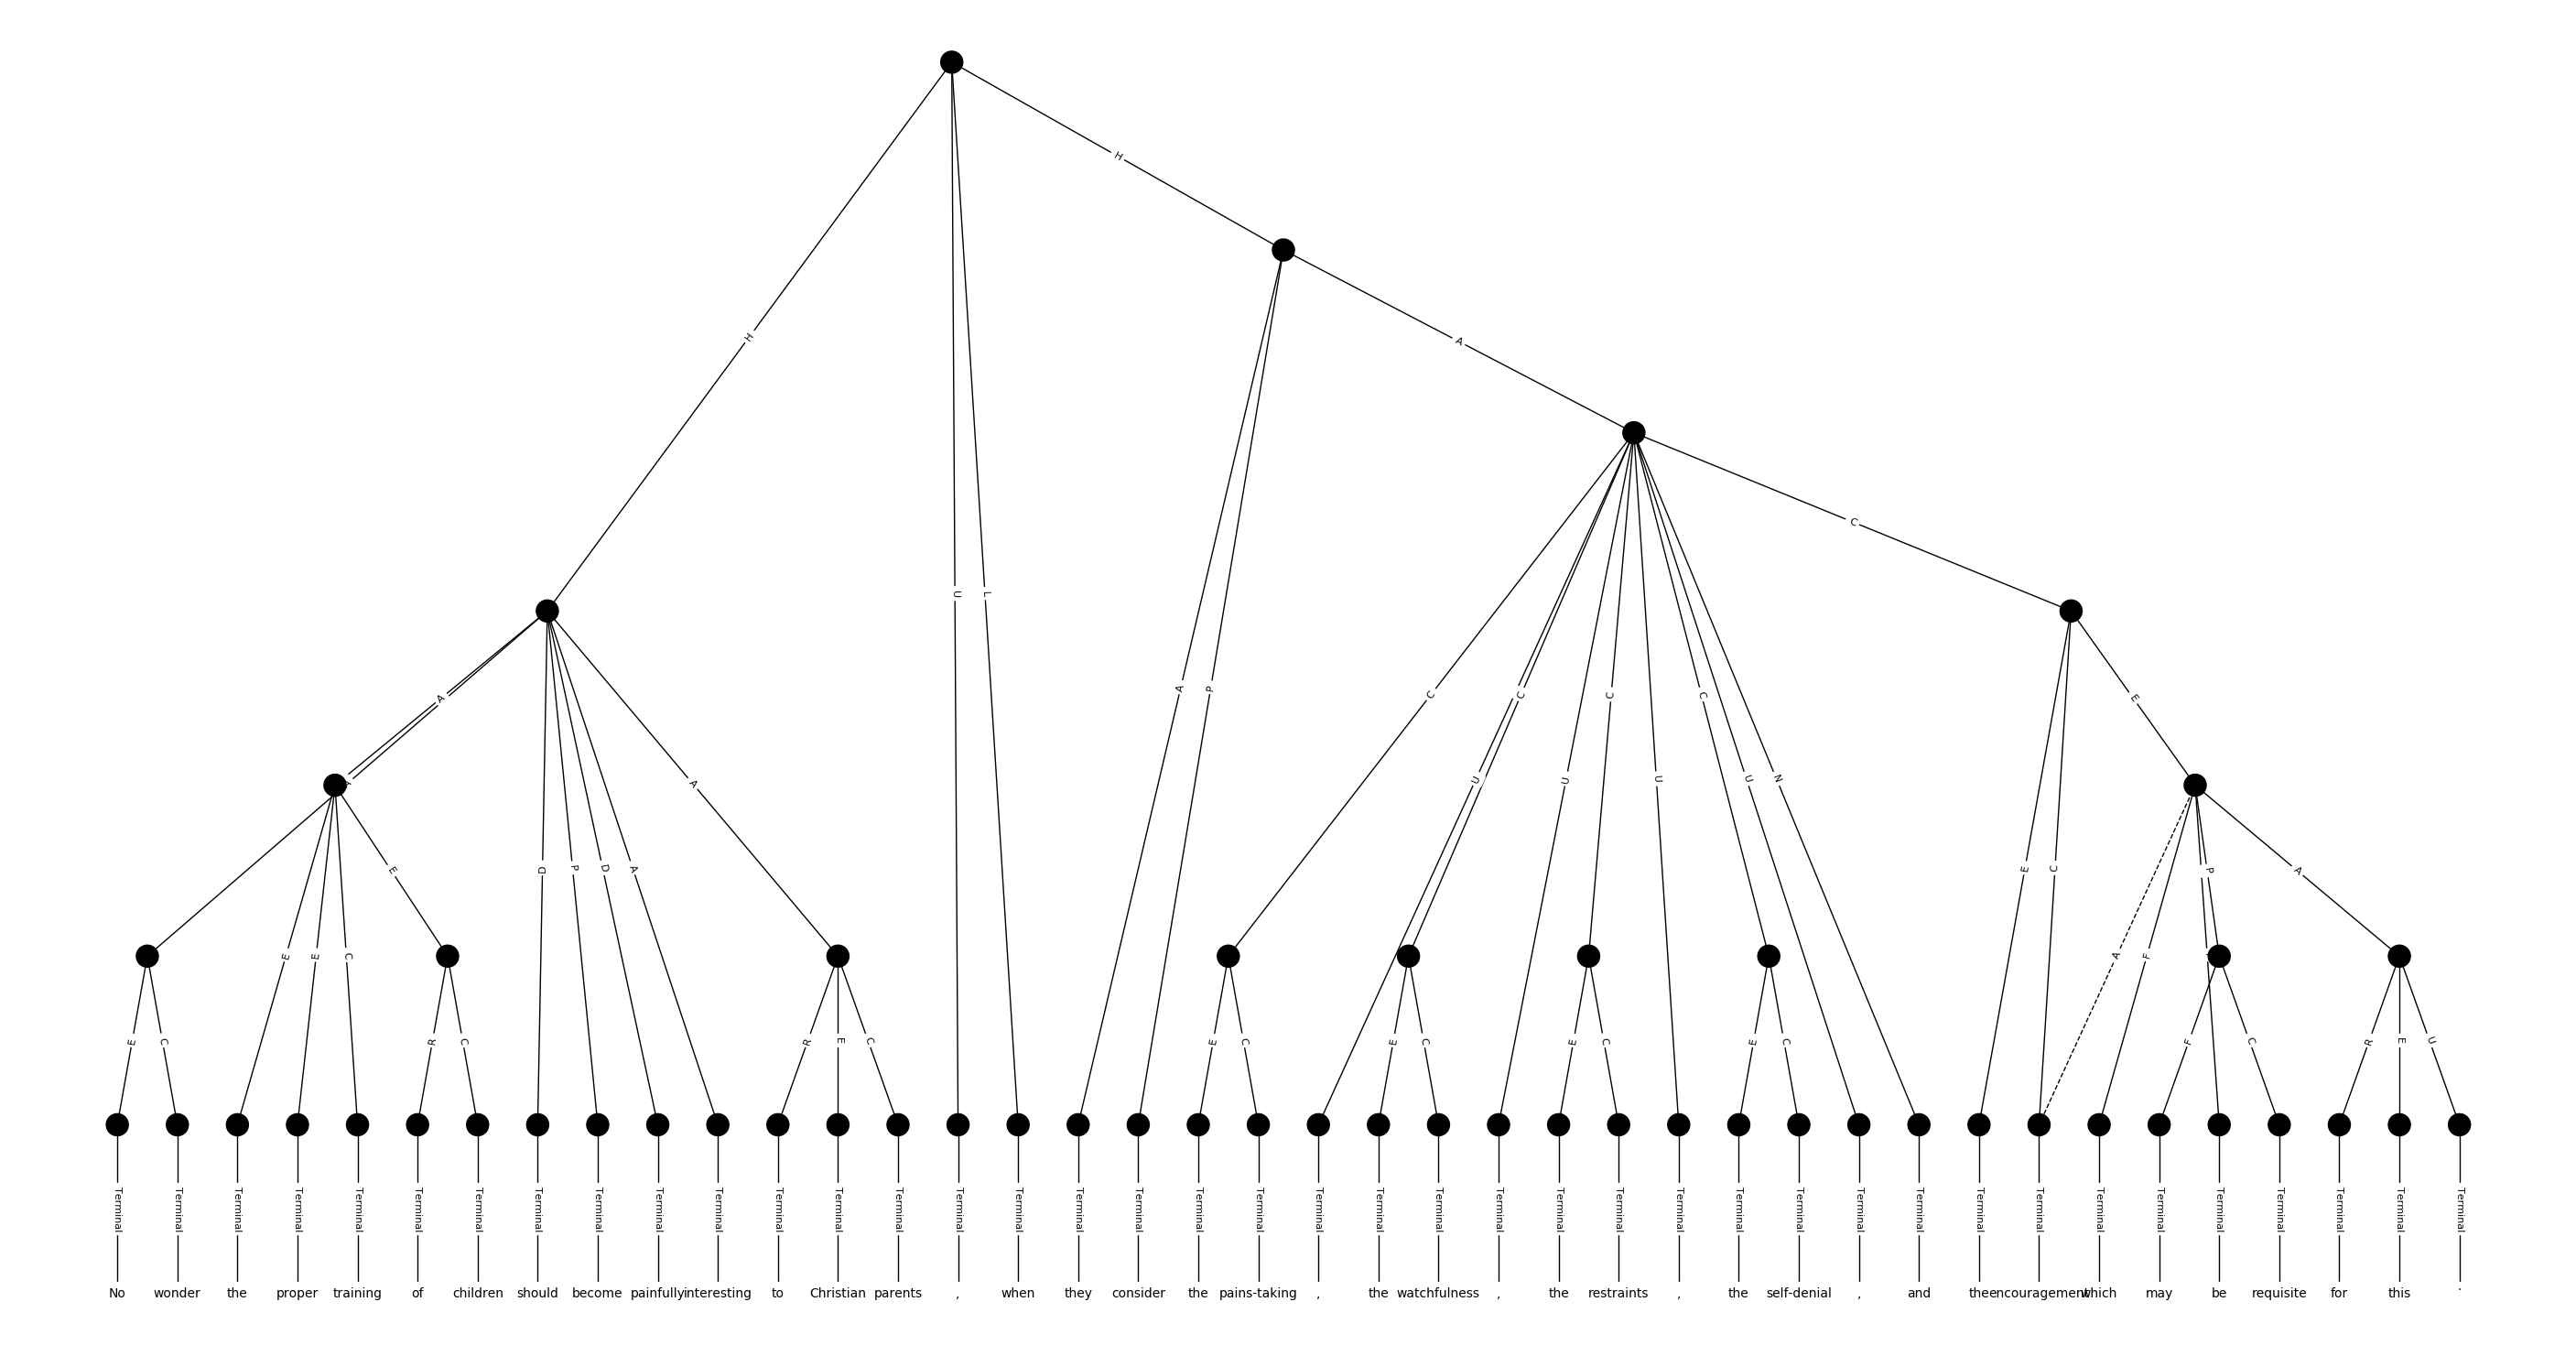 H
A
H
C
U L
A C U C U C C U C U U N E
A P
A A D P D A A E C P A
E E E C E A F A
E C R C R E C E C E C E C E C F C R E U
Terminal Terminal Terminal Terminal Terminal Terminal Terminal Terminal Terminal Terminal Terminal Terminal Terminal Terminal Terminal Terminal Terminal Terminal Terminal Terminal Terminal Terminal Terminal Terminal Terminal Terminal Terminal Terminal Terminal Terminal Terminal Terminal Terminal Terminal Terminal Terminal Terminal Terminal Terminal Terminal
No wonder the proper training of children should become painfully interesting to Christian parents , when they consider the pains-taking , the watchfulness , the restraints , the self-denial , and the encouragement which may be requisite for this .